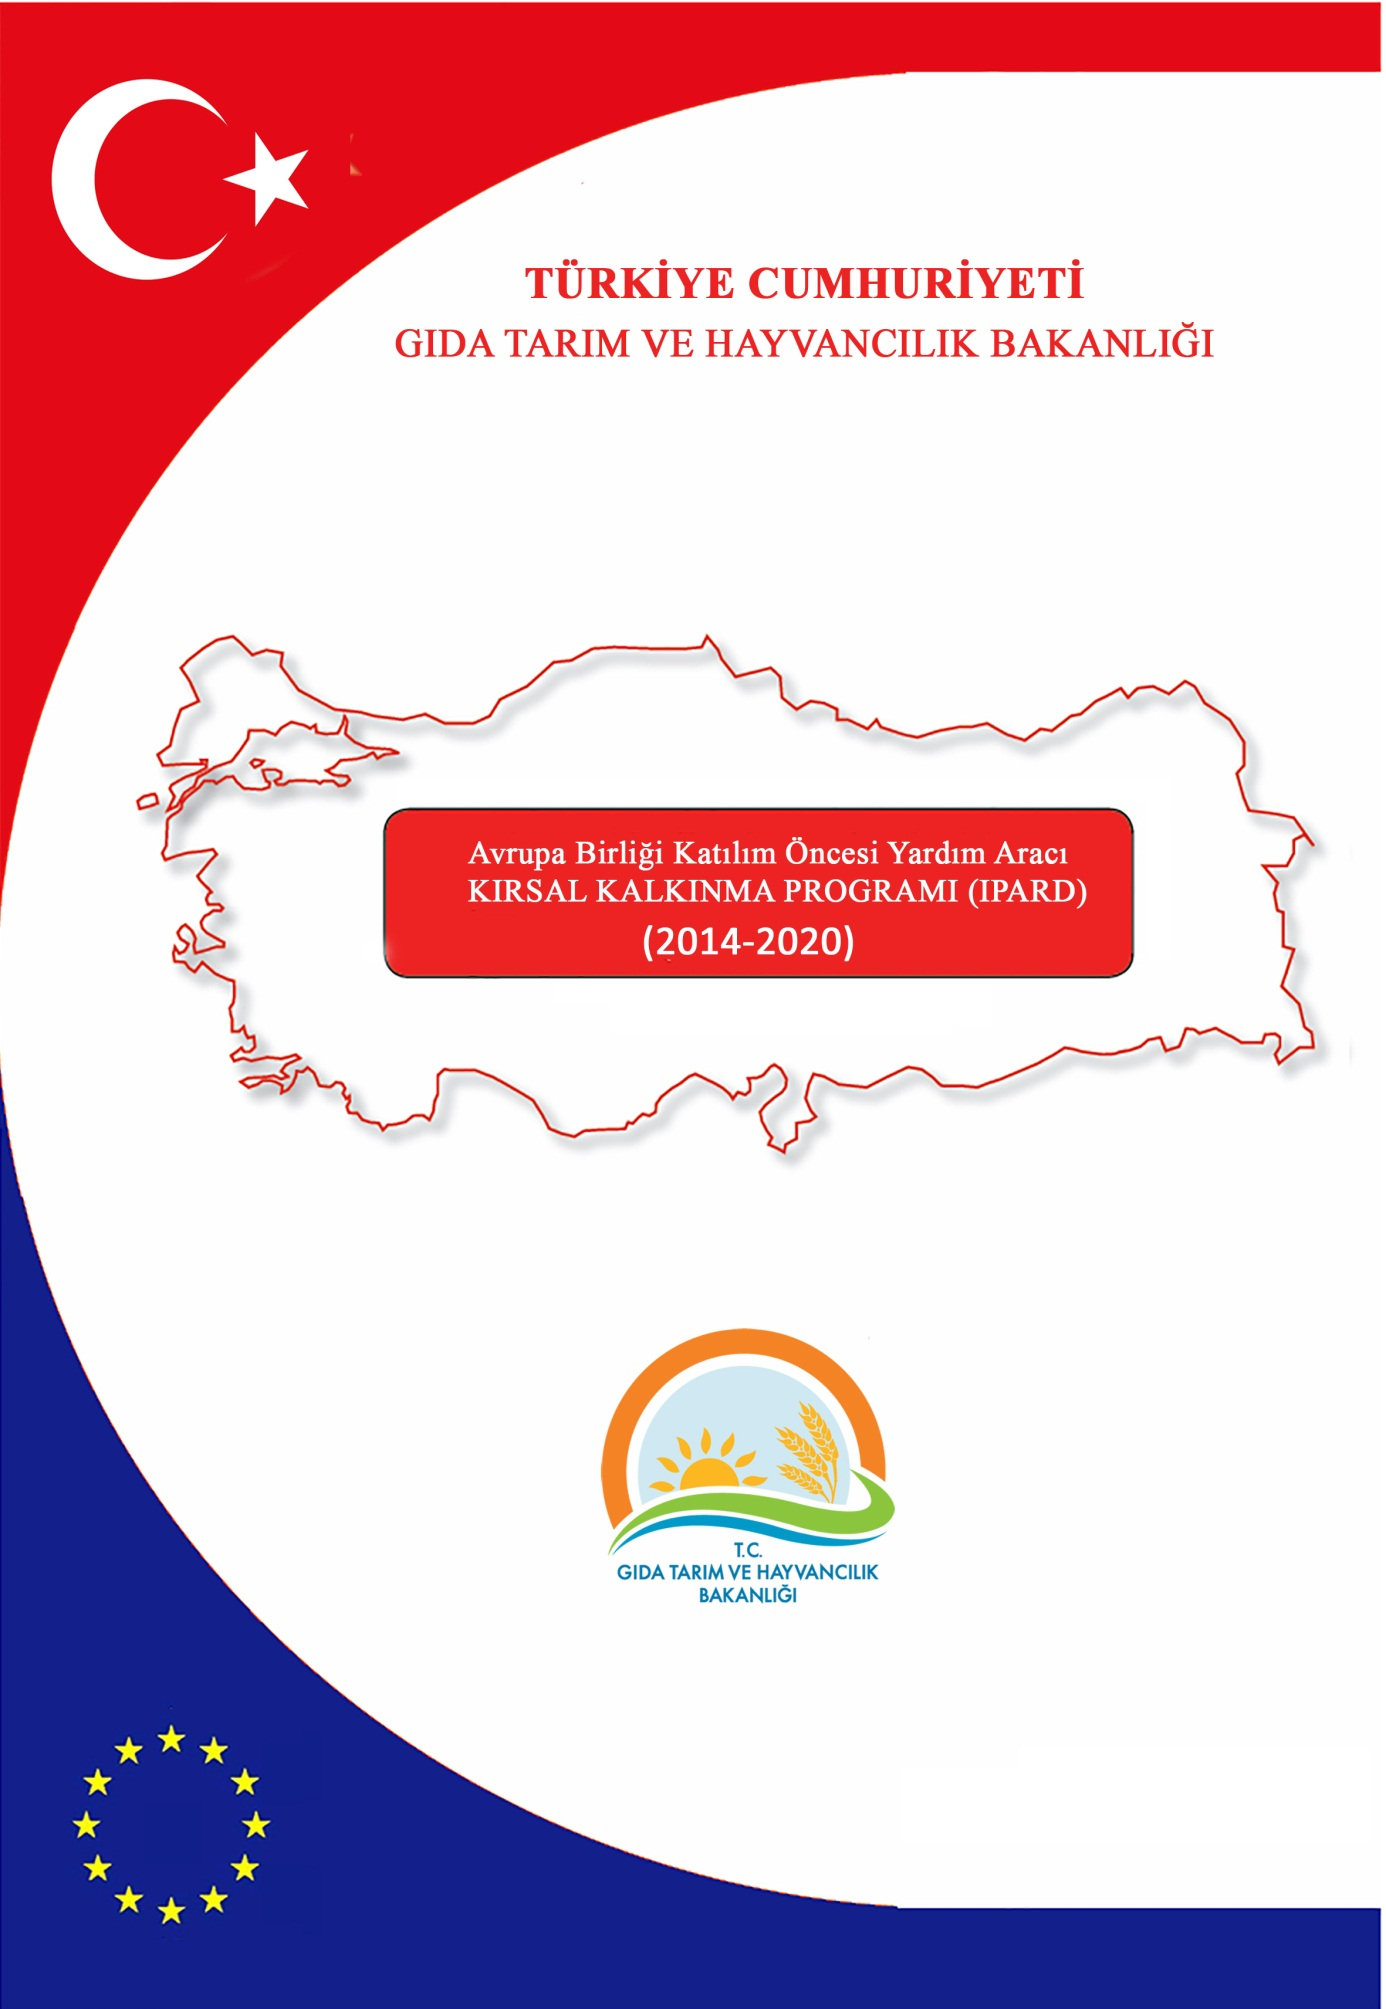 TÜRKİYE CUMHURİYETİ
GIDA TARIM VE HAYVANCILIK BAKANLIĞI
Avrupa Birliği Katılım Öncesi Yardım Aracı
KIRSAL KALKINMA PROGRAMI (IPARD)
(2014-2020)
T.C.
GIDA TARIM VE HAYVANCILIK
BAKANLIĞI